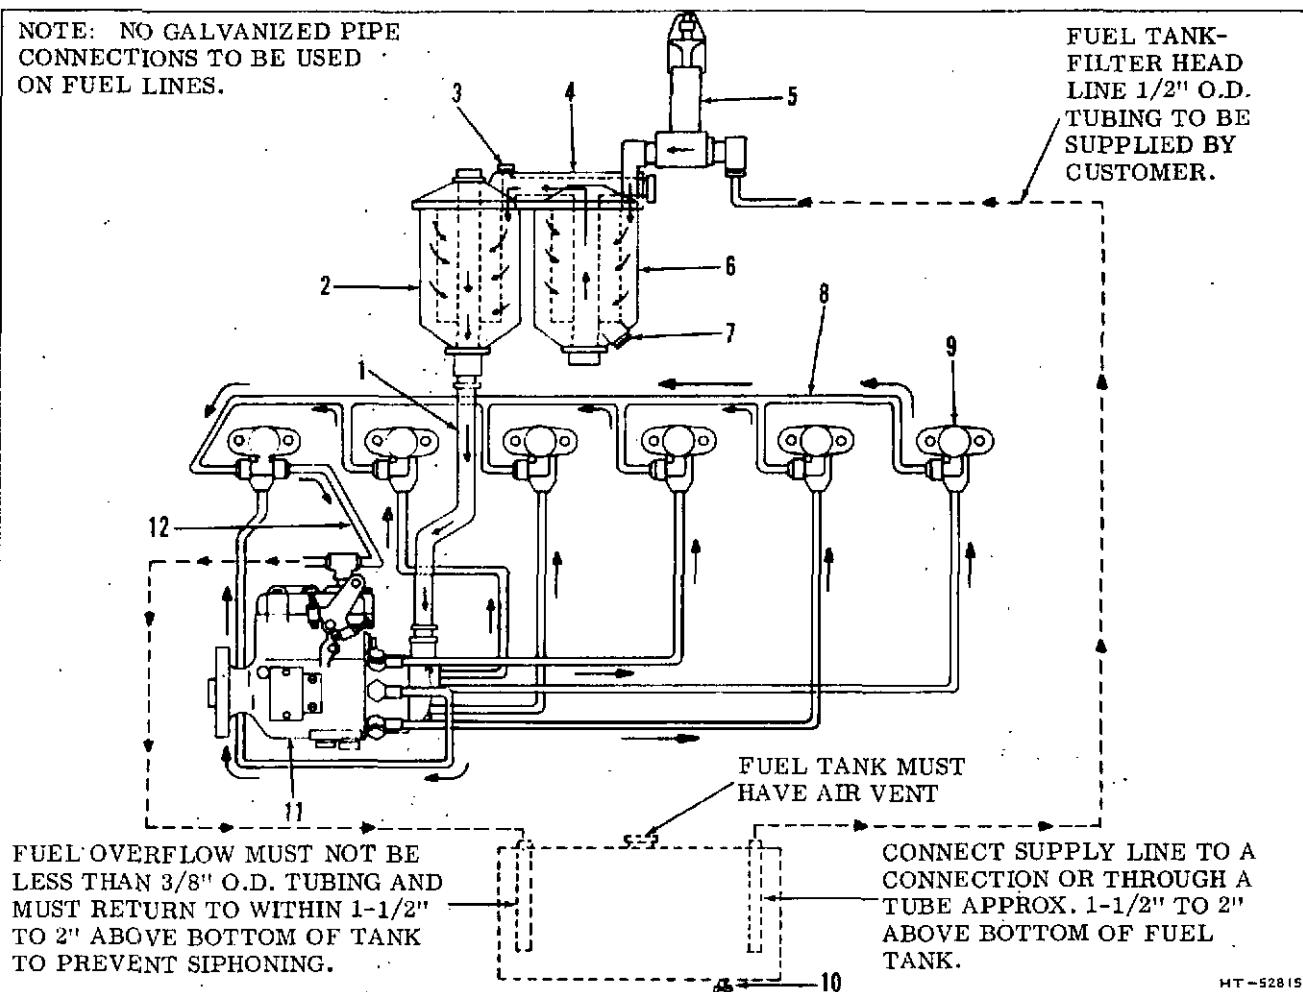 NOTE: NO GALVANIZED PIPE
CONNECTIONS TO BE USED
ON FUEL LINES.
FUEL TANK-
FILTER HEAD
LINE 1/2" O.D.
TUBING TO BE
SUPPLIED BY
CUSTOMER.
3
4
5
2
6
7
1
8
9
12
11
FUEL TANK MUST
HAVE AIR VENT
FUEL OVERFLOW MUST NOT BE
LESS THAN 3/8" O.D. TUBING AND
MUST RETURN TO WITHIN 1-1/2"
TO 2" ABOVE BOTTOM OF TANK
TO PREVENT SIPHONING.
CONNECT SUPPLY LINE TO A
CONNECTION OR THROUGH A
TUBE APPROX. 1-1/2" TO 2"
ABOVE BOTTOM OF FUEL
TANK.
10
HT-52815